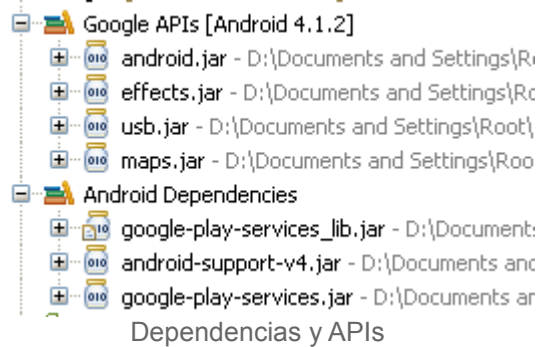 Google APIs [Android 4.1.2]
android.jar - D:\Documents and Settings\R
effects.jar - D:\Documents and Settings\Ro
usb.jar - D:\Documents and Settings\Root\
maps.jar - D:\Documents and Settings\Roo
Android Dependencies
google-play-services_lib.jar - D:\Documents
android-support-v4.jar - D:\Documents and
google-play-services.jar - D:\Documents an
Dependencias y APIs